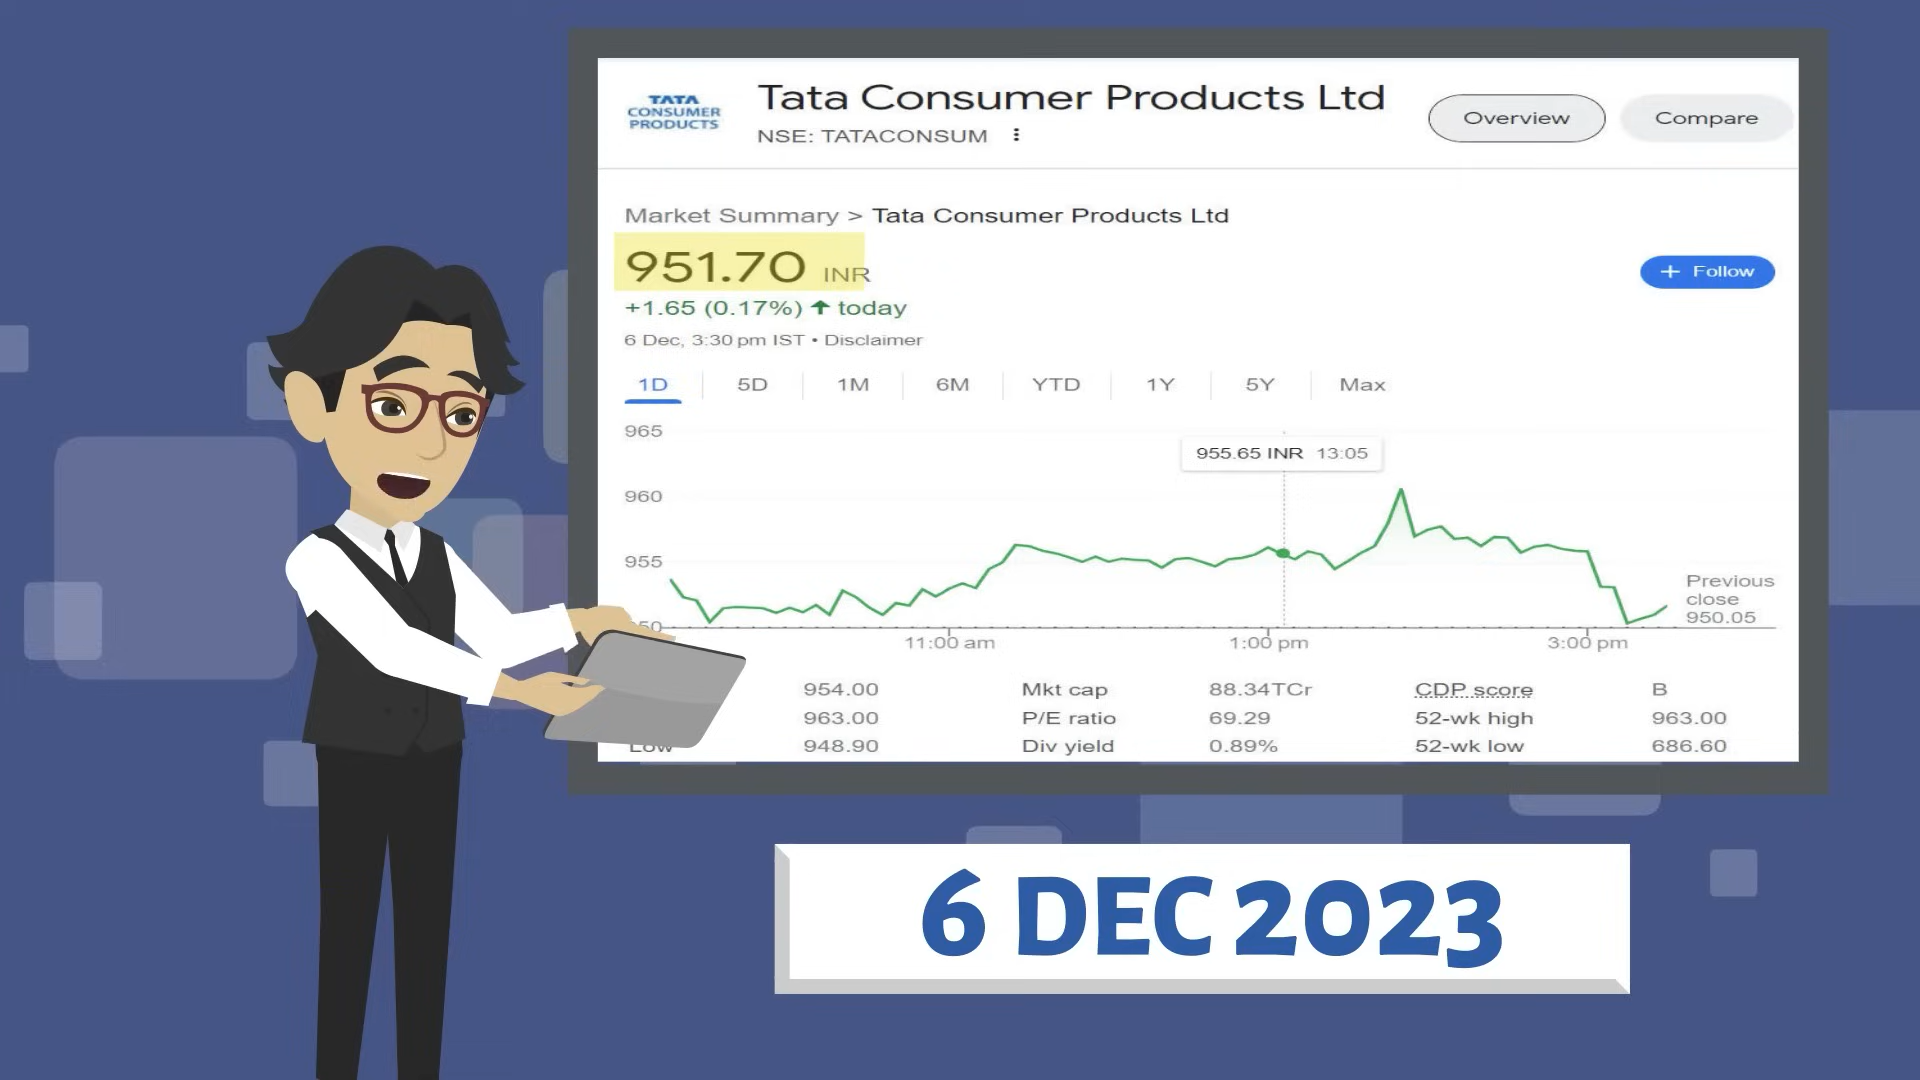 TATA
CONSUMER
PRODUCTS
Tata Consumer Products Ltd
NSE: TATACONSUM
Overview
Compare
Market Summary > Tata Consumer Products Ltd
951.70 INR
+ Follow
+1.65 (0.17%) ↑ today
6 Dec, 3:30 pm IST • Disclaimer
1D 5D 1M 6M YTD 1Y 5Y Max
965
955.65 INR 13:05
960
955
Previous
close
950.05
50
11:00 am 1:00 pm 3:00 pm
954.00 Mkt cap 88.34TCr CDP score B
963.00 P/E ratio 69.29 52-wk high 963.00
Low 948.90 Div yield 0.89% 52-wk low 686.60
6 DEC 2023